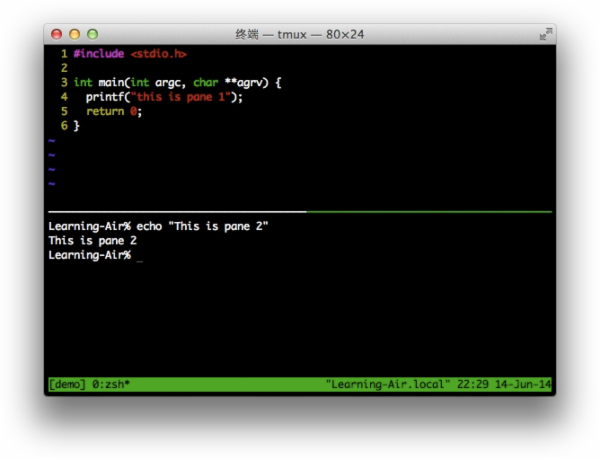 终端 — tmux — 80×24
1 #include <stdio.h>
2
3 int main(int argc, char **agrv) {
4   printf("this is pane 1");
5   return 0;
6 }
~
~
~
~
Learning-Air% echo "This is pane 2"
This is pane 2
Learning-Air% _
[demo] 0:zsh* "Learning-Air.local" 22:29 14-Jun-14